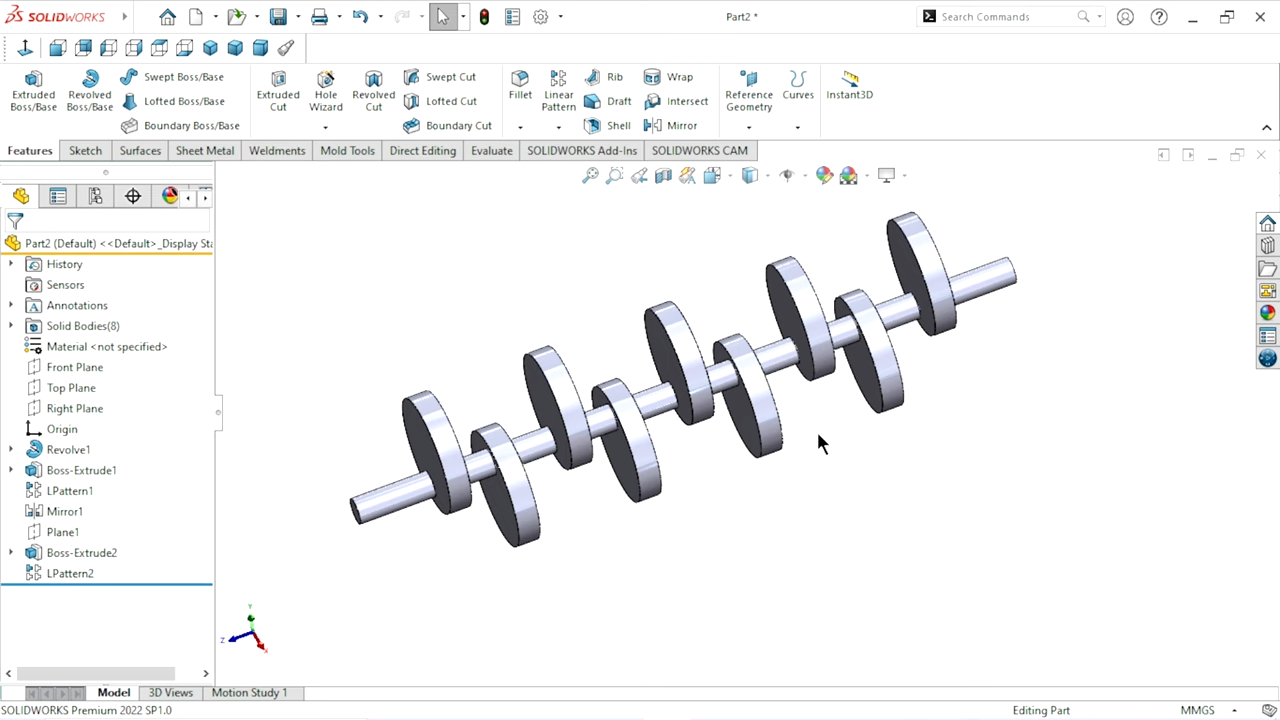 SOLIDWORKS
Part2 *
Search Commands
Extruded Boss/Base
Revolved Boss/Base
Swept Boss/Base
Lofted Boss/Base
Boundary Boss/Base
Extruded Cut
Hole Wizard
Revolved Cut
Swept Cut
Lofted Cut
Boundary Cut
Fillet
Linear Pattern
Rib
Draft
Shell
Wrap
Intersect
Mirror
Reference Geometry
Curves
Instant3D
Features
Sketch
Surfaces
Sheet Metal
Weldments
Mold Tools
Direct Editing
Evaluate
SOLIDWORKS Add-Ins
SOLIDWORKS CAM
Part2 (Default) <<Default>_Display Sta
History
Sensors
Annotations
Solid Bodies(8)
Material <not specified>
Front Plane
Top Plane
Right Plane
Origin
Revolve1
Boss-Extrude1
LPattern1
Mirror1
Plane1
Boss-Extrude2
LPattern2
Y
Z
Model
3D Views
Motion Study 1
SOLIDWORKS Premium 2022 SP1.0
Editing Part
MMGS